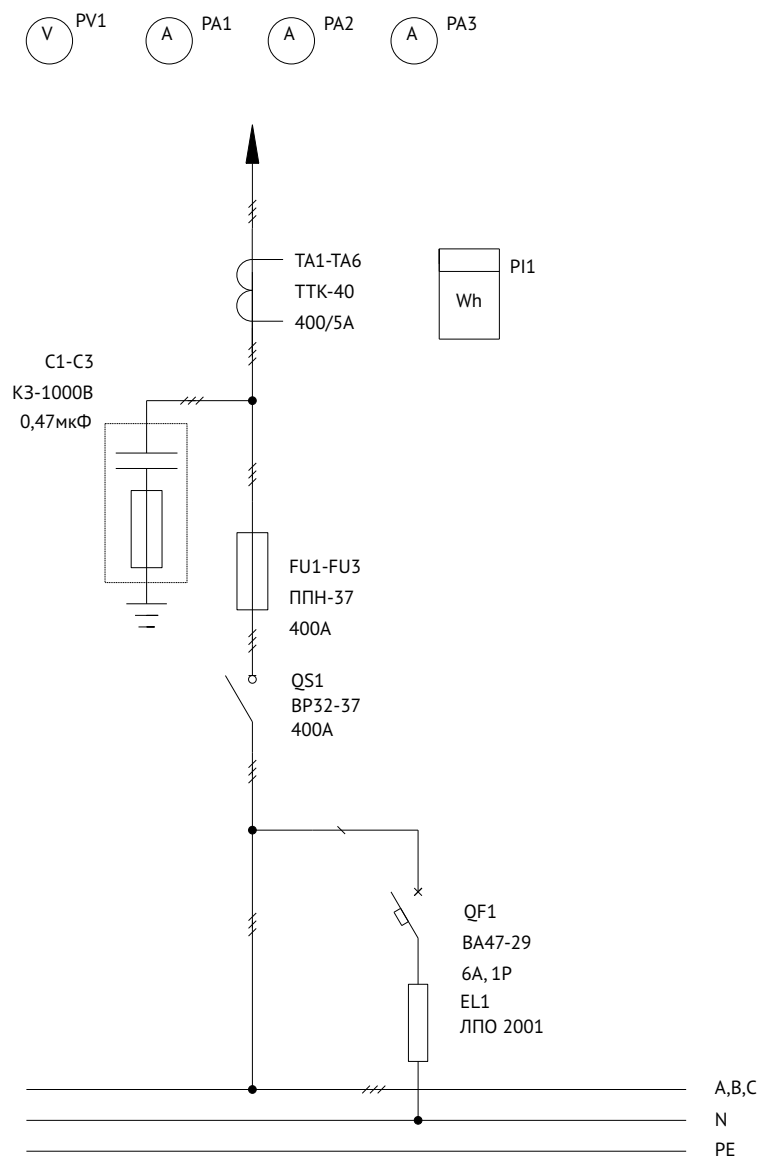 V
PV1
A
PA1
A
PA2
A
PA3
TA1-TA6
ТТК-40
400/5А
Wh
PI1
C1-C3
КЗ-1000В
0,47мкФ
FU1-FU3
ППН-37
400А
QS1
ВР32-37
400А
QF1
ВА47-29
6А, 1Р
EL1
ЛПО 2001
A,B,C
N
PE